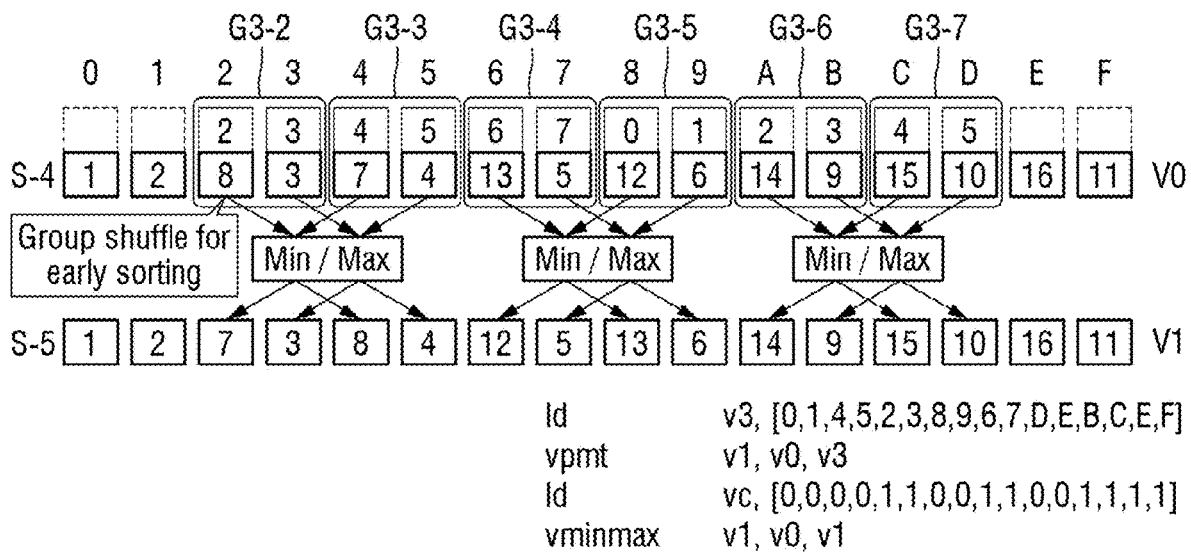 G3-2 G3-3 G3-4 G3-5 G3-6 G3-7
0 1 2 3 4 5 6 7 8 9 A B C D E F
2 3 4 5 6 7 0 1 2 3 4 5
S-4 1 2 8 3 7 4 13 5 12 6 14 9 15 10 16 11 V0
Group shuffle for
early sorting
Min / Max Min / Max Min / Max
S-5 1 2 7 3 8 4 12 5 13 6 14 9 15 10 16 11 V1
ld v3, [0,1,4,5,2,3,8,9,6,7,D,E,B,C,E,F]
vpmt v1, v0, v3
ld vc, [0,0,0,0,1,1,0,0,1,1,0,0,1,1,1,1]
vminmax v1, v0, v1